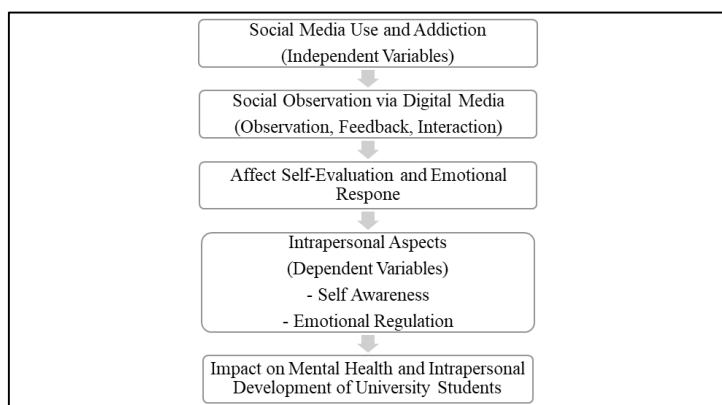 Social Media Use and Addiction
(Independent Variables)
Social Observation via Digital Media
(Observation, Feedback, Interaction)
Affect Self-Evaluation and Emotional
Respone
Intrapersonal Aspects
(Dependent Variables)
- Self Awareness
- Emotional Regulation
Impact on Mental Health and Intrapersonal
Development of University Students